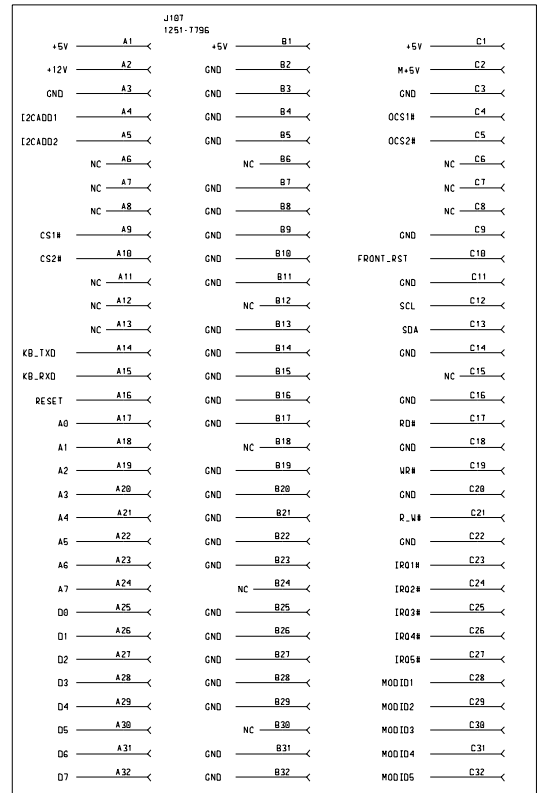 J107
1251-7796
+5V A1 +5V B1 +5V C1
+12V A2 GND B2 M+5V C2
GND A3 GND B3 GND C3
I2CADD1 A4 GND B4 OCS1# C4
I2CADD2 A5 GND B5 OCS2# C5
NC A6 NC B6 NC C6
NC A7 GND B7 NC C7
NC A8 GND B8 NC C8
CS1# A9 GND B9 GND C9
CS2# A10 GND B10 FRONT_RST C10
NC A11 GND B11 GND C11
NC A12 NC B12 SCL C12
NC A13 GND B13 SDA C13
KB_TXD A14 GND B14 GND C14
KB_RXD A15 GND B15 NC C15
RESET A16 GND B16 GND C16
A0 A17 GND B17 RD# C17
A1 A18 NC B18 GND C18
A2 A19 GND B19 WR# C19
A3 A20 GND B20 GND C20
A4 A21 GND B21 R_W# C21
A5 A22 GND B22 GND C22
A6 A23 GND B23 IRQ1# C23
A7 A24 NC B24 IRQ2# C24
D0 A25 GND B25 IRQ3# C25
D1 A26 GND B26 IRQ4# C26
D2 A27 GND B27 IRQ5# C27
D3 A28 GND B28 MODID1 C28
D4 A29 GND B29 MODID2 C29
D5 A30 NC B30 MODID3 C30
D6 A31 GND B31 MODID4 C31
D7 A32 GND B32 MODID5 C32